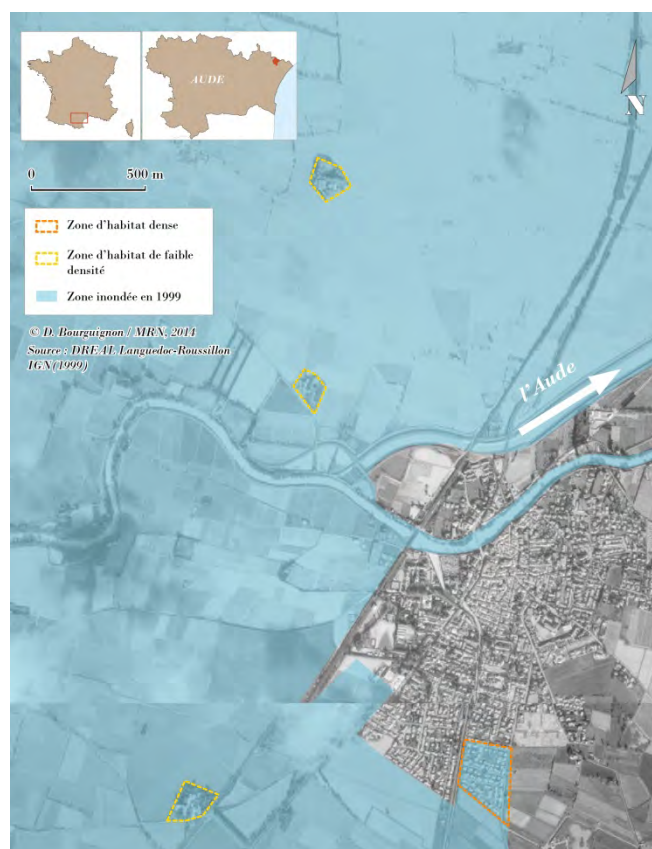 AUDE
N
0 500 m
Zone d'habitat dense
Zone d'habitat de faible
densité
Zone inondée en 1999
© D. Bourguignon / MRN, 2014
Source : DREAL Languedoc-Roussillon
IGN (1999)
l'Aude